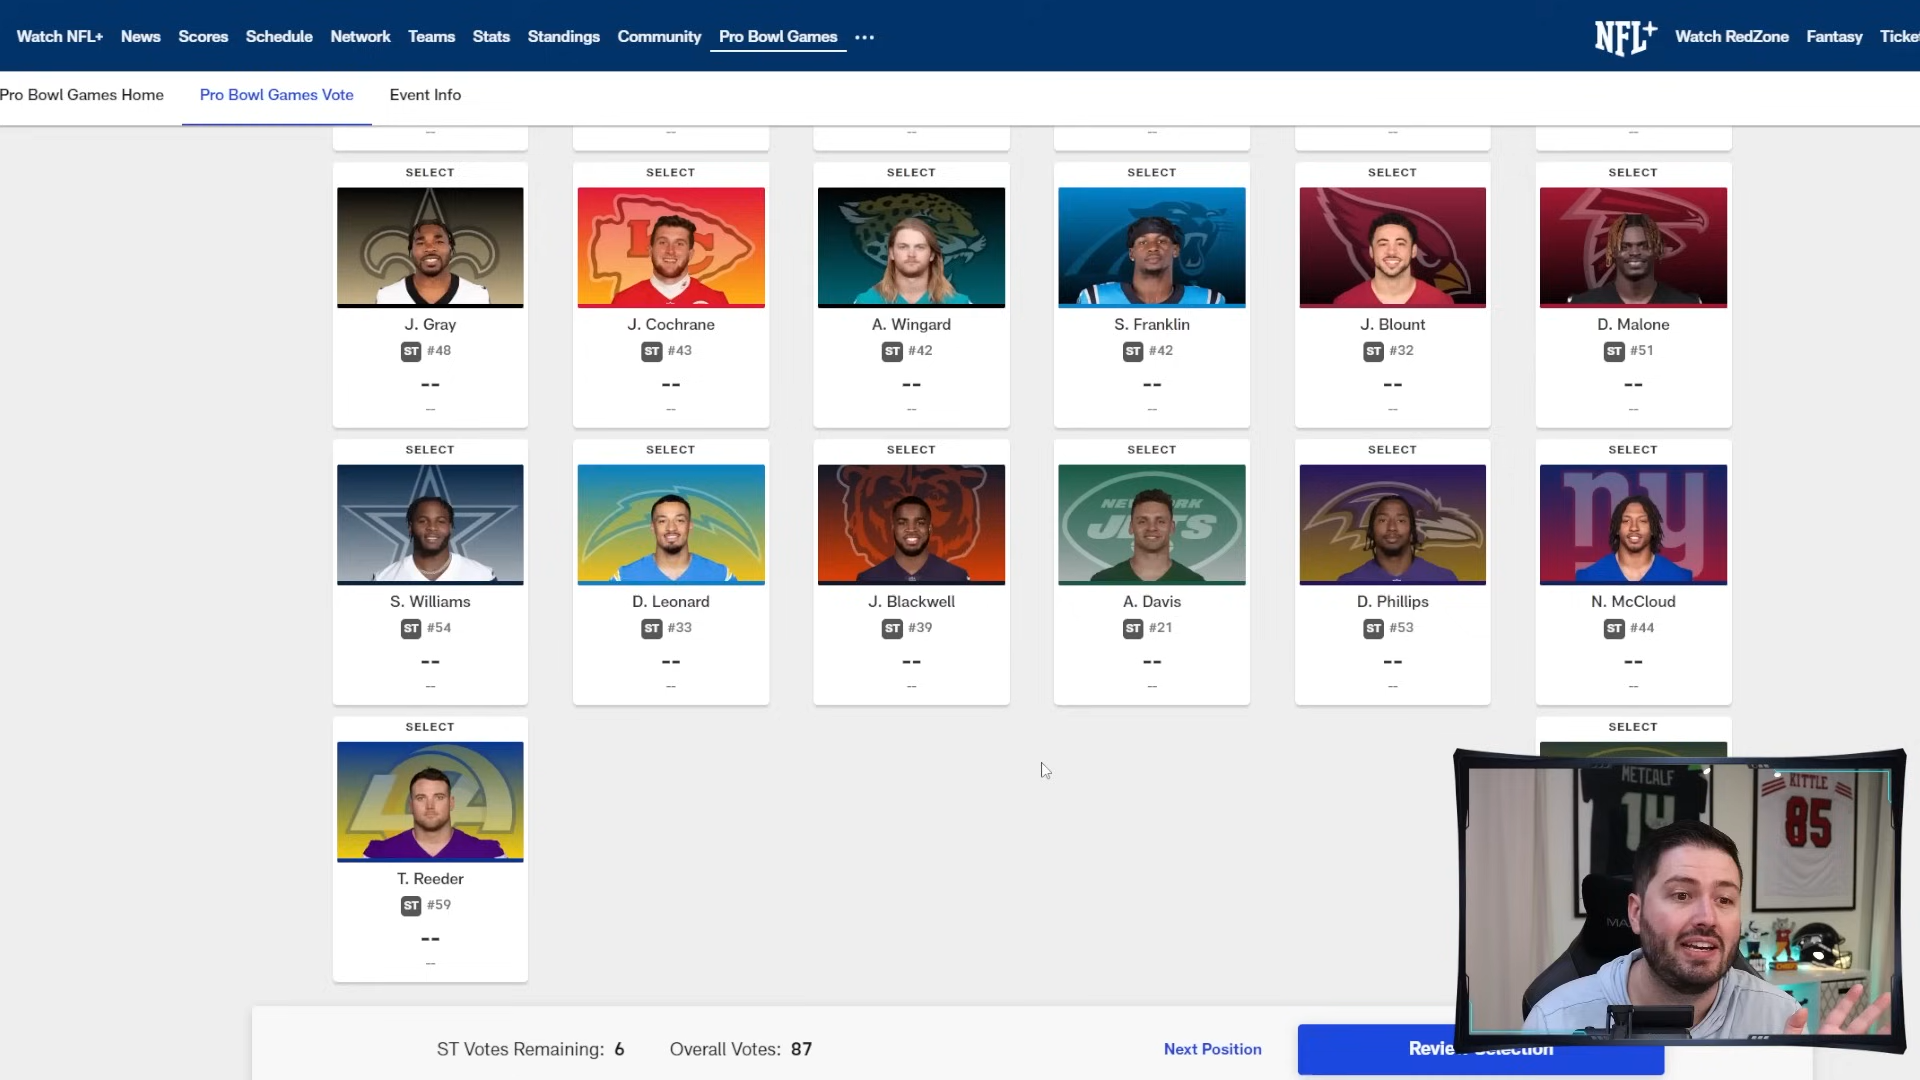 Watch NFL+ News Scores Schedule Network Teams Stats Standings Community Pro Bowl Games ••• NFL+ Watch RedZone Fantasy
Pro Bowl Games Home Pro Bowl Games Vote Event Info
-- -- -- -- -- --
SELECT SELECT SELECT SELECT SELECT SELECT
KC
J. Gray J. Cochrane A. Wingard S. Franklin J. Blount D. Malone
ST #48 ST #43 ST #42 ST #42 ST #32 ST #51
-- -- -- -- -- --
-- -- -- -- -- --
SELECT SELECT SELECT SELECT SELECT SELECT
JETS ny
S. Williams D. Leonard J. Blackwell A. Davis D. Phillips N. McCloud
ST #54 ST #33 ST #39 ST #21 ST #53 ST #44
-- -- -- -- -- --
-- -- -- -- -- --
SELECT SELECT
LA
T. Reeder
ST #59
--
--
METCALF KITTLE
14 85
ST Votes Remaining: 6 Overall Votes: 87 Next Position